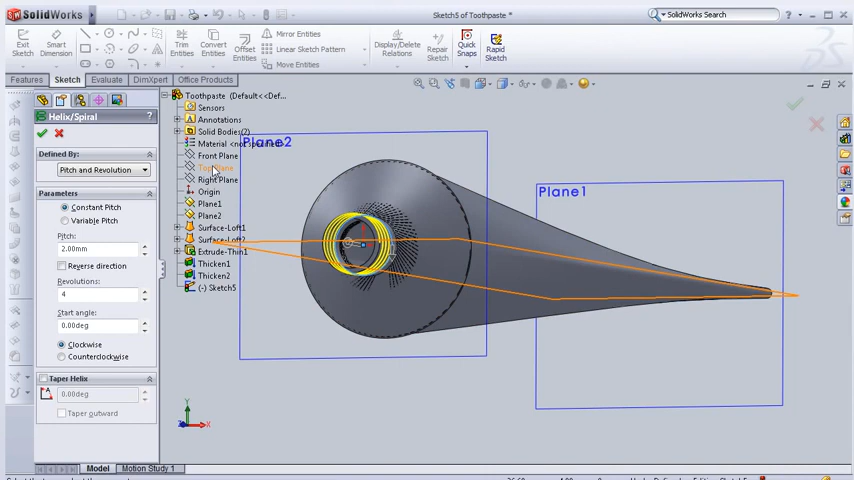 SolidWorks
Sketch5 of Toothpaste *
SolidWorks Search
Exit Sketch
Smart Dimension
Trim Entities
Convert Entities
Offset Entities
Mirror Entities
Linear Sketch Pattern
Move Entities
Display/Delete Relations
Repair Sketch
Quick Snaps
Rapid Sketch
Features
Sketch
Evaluate
DimXpert
Office Products
Helix/Spiral
?
Defined By:
Pitch and Revolution
Parameters
Constant Pitch
Variable Pitch
Pitch:
2.00mm
Reverse direction
Revolutions:
4
Start angle:
0.00deg
Clockwise
Counterclockwise
Taper Helix
0.00deg
Taper outward
Toothpaste (Default<<Def...
Sensors
Annotations
Solid Bodies(2)
Material <not
Front Plane
Top Plane
Right Plane
Origin
Plane1
Plane2
Surface-Loft1
Surface-Loft2
Extrude-Thin1
Thicken1
Thicken2
(-) Sketch5
Plane2
Plane1
Y
X
Z
Model
Motion Study 1